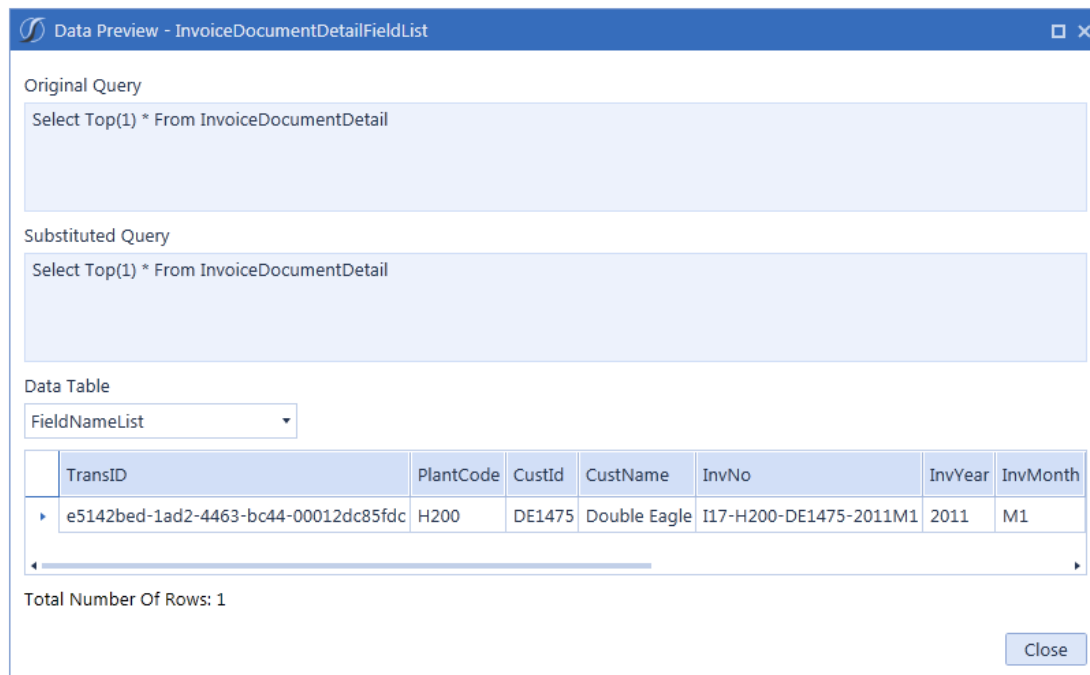 Data Preview - InvoiceDocumentDetailFieldList
Original Query
Select Top(1) * From InvoiceDocumentDetail
Substituted Query
Select Top(1) * From InvoiceDocumentDetail
Data Table
FieldNameList
TransID PlantCode CustId CustName InvNo InvYear InvMonth
e5142bed-1ad2-4463-bc44-00012dc85fdc H200 DE1475 Double Eagle I17-H200-DE1475-2011M1 2011 M1
Total Number Of Rows: 1
Close